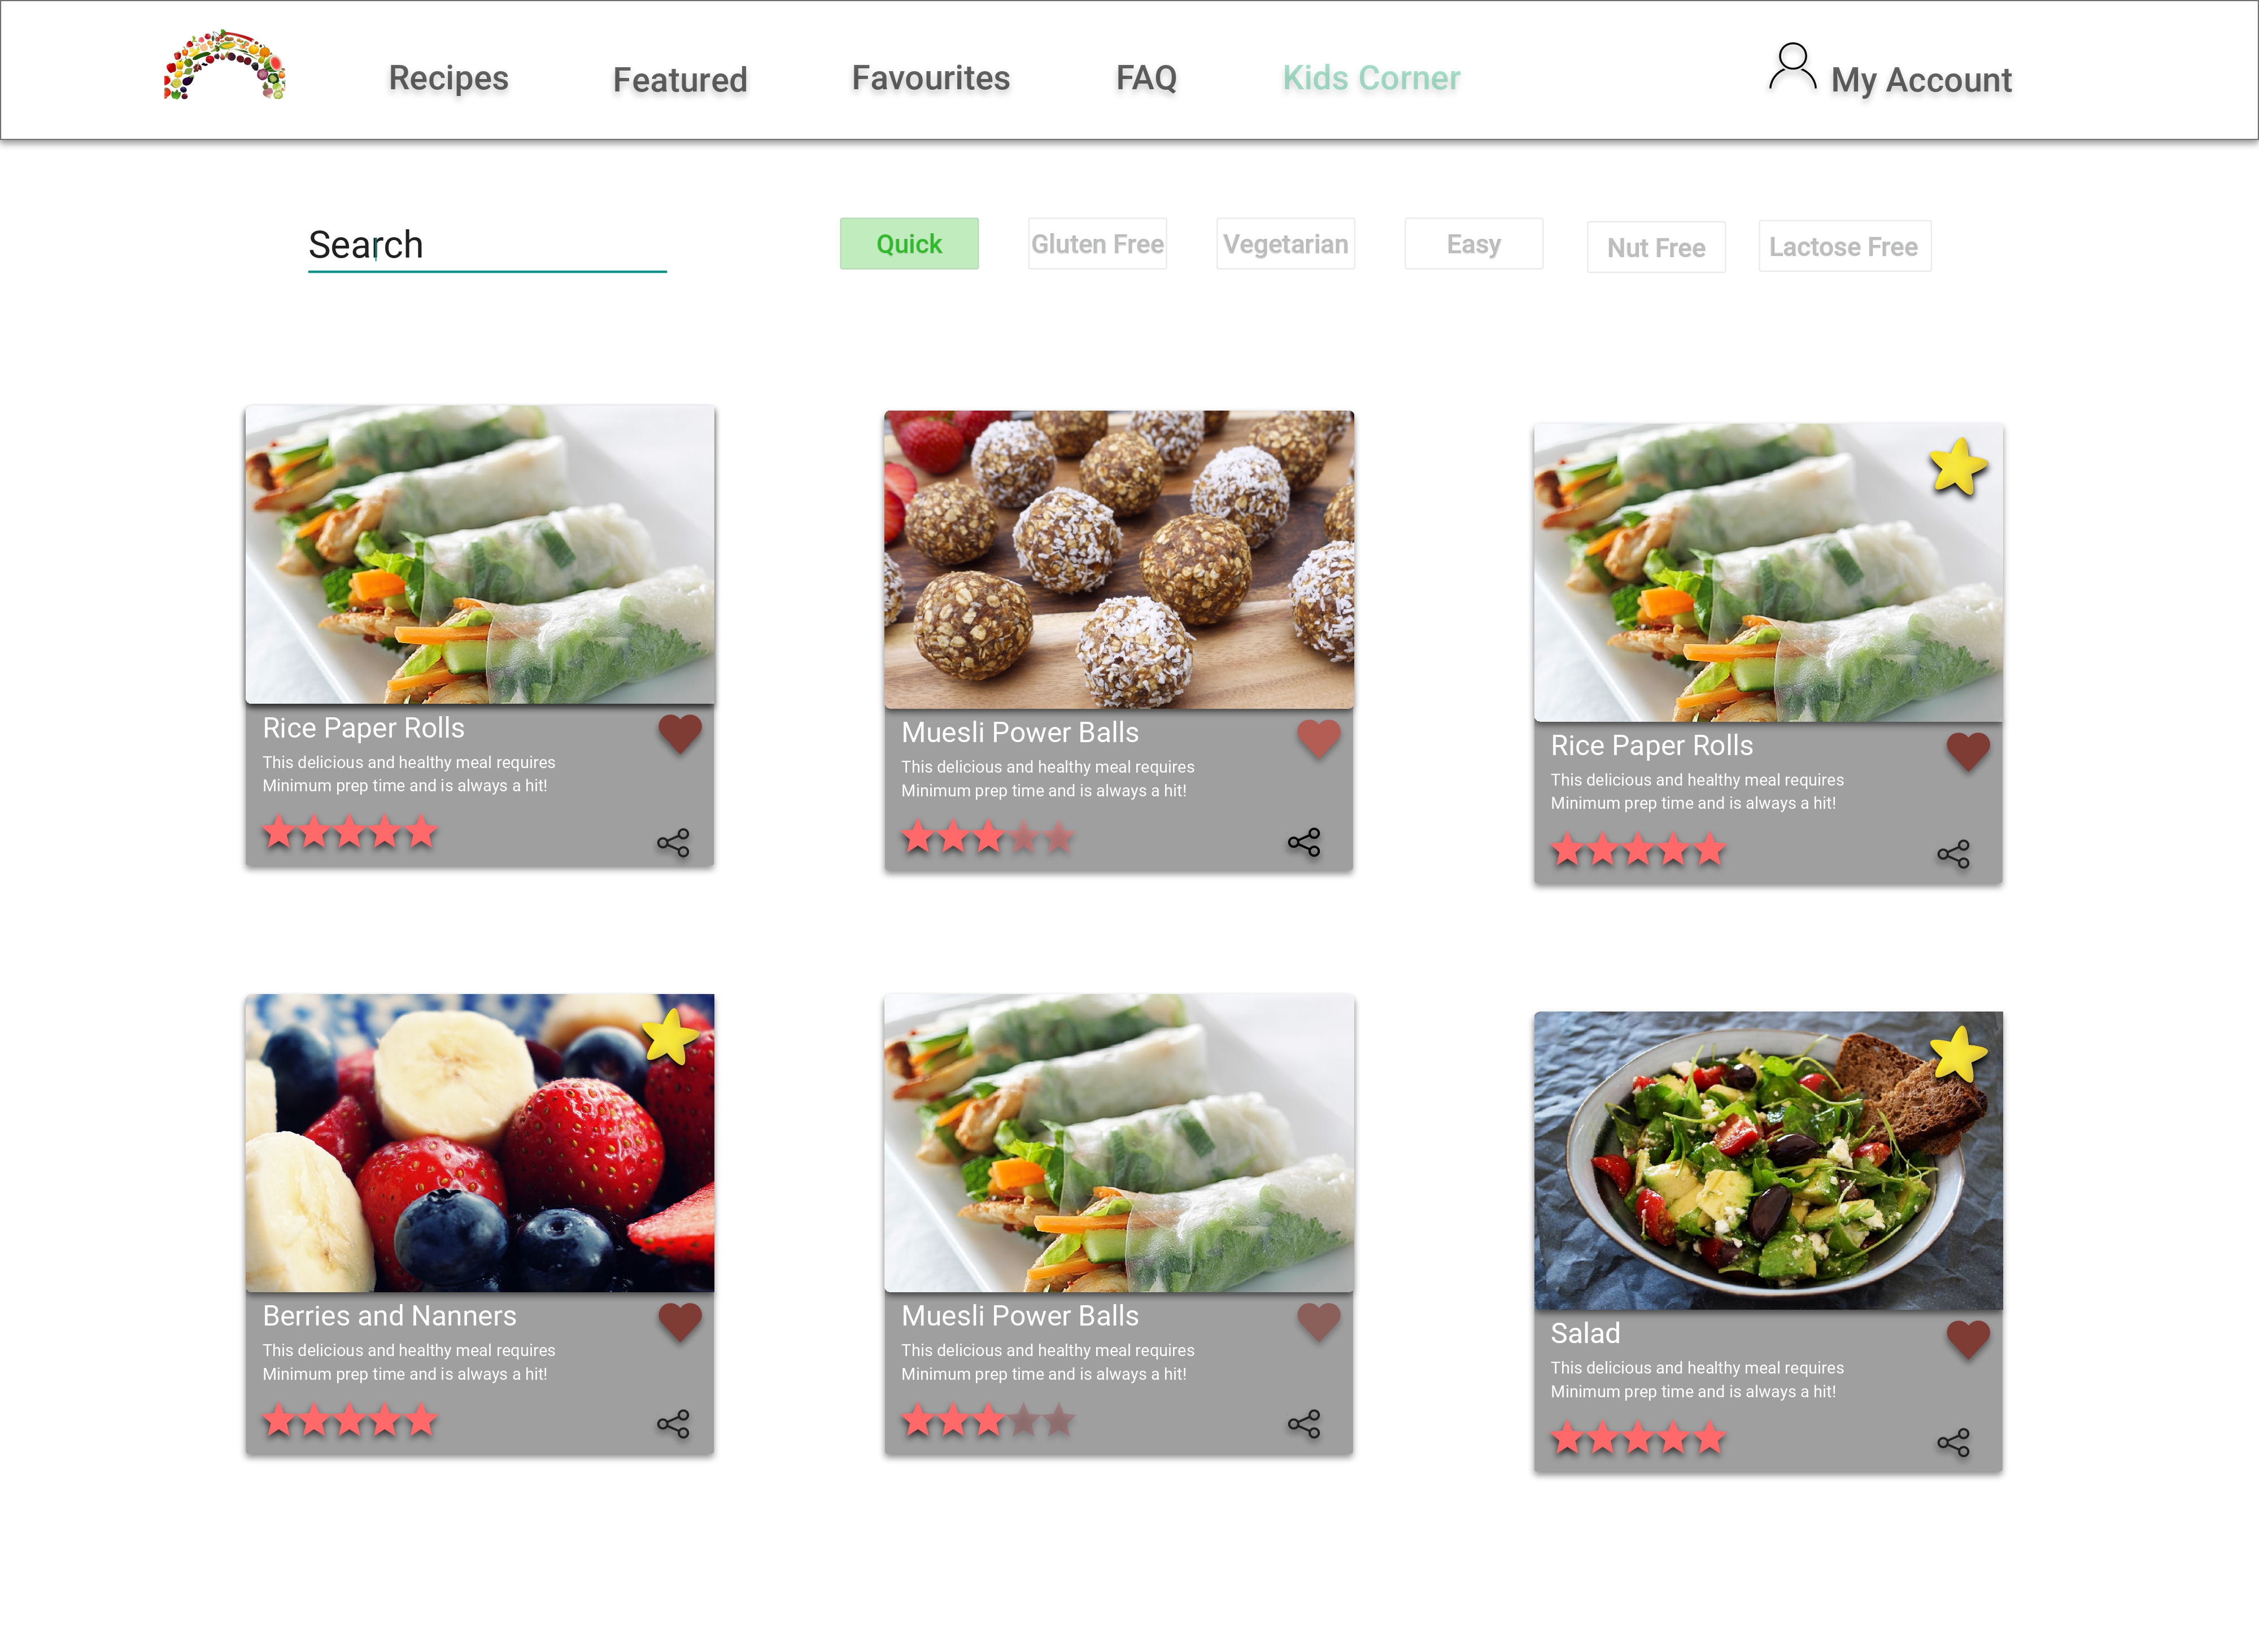 Recipes
Featured
Favourites
FAQ
Kids Corner
My Account
Search
Quick
Gluten Free
Vegetarian
Easy
Nut Free
Lactose Free
Rice Paper Rolls
This delicious and healthy meal requires
Minimum prep time and is always a hit!
Muesli Power Balls
This delicious and healthy meal requires
Minimum prep time and is always a hit!
Rice Paper Rolls
This delicious and healthy meal requires
Minimum prep time and is always a hit!
Berries and Nanners
This delicious and healthy meal requires
Minimum prep time and is always a hit!
Muesli Power Balls
This delicious and healthy meal requires
Minimum prep time and is always a hit!
Salad
This delicious and healthy meal requires
Minimum prep time and is always a hit!